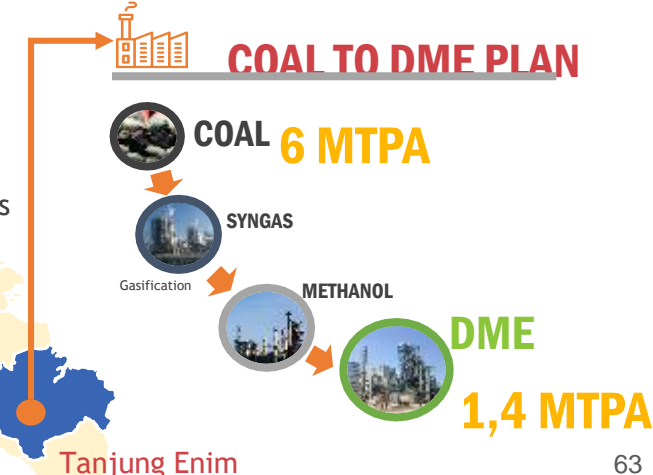 COAL TO DME PLAN
COAL 6 MTPA
s
SYNGAS
Gasification
METHANOL
DME
1,4 MTPA
Tanjung Enim
63